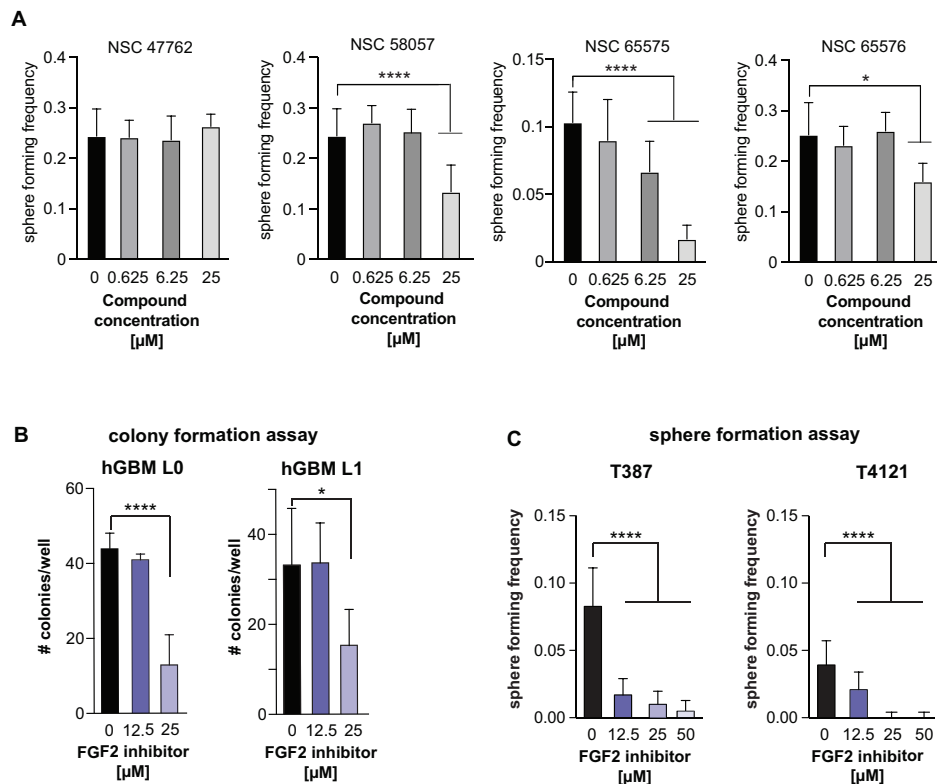 A
NSC 47762
sphere forming frequency
0.4
0.3
0.2
0.1
0
0 0.625 6.25 25
Compound
concentration
[µM]
NSC 58057
sphere forming frequency
0.4
0.3
0.2
0.1
0
****
0 0.625 6.25 25
Compound
concentration
[µM]
NSC 65575
sphere forming frequency
0.15
0.1
0.05
0
****
0 0.625 6.25 25
Compound
concentration
[µM]
NSC 65576
sphere forming frequency
0.4
0.3
0.2
0.1
0
*
0 0.625 6.25 25
Compound
concentration
[µM]
B
colony formation assay
hGBM L0
# colonies/well
60
40
20
0
****
0 12.5 25
FGF2 inhibitor
[µM]
hGBM L1
# colonies/well
40
20
0
*
0 12.5 25
FGF2 inhibitor
[µM]
C
sphere formation assay
T387
sphere forming frequency
0.15
0.10
0.05
0.00
****
0 12.5 25 50
FGF2 inhibitor
[µM]
T4121
sphere forming frequency
0.15
0.10
0.05
0.00
****
0 12.5 25 50
FGF2 inhibitor
[µM]